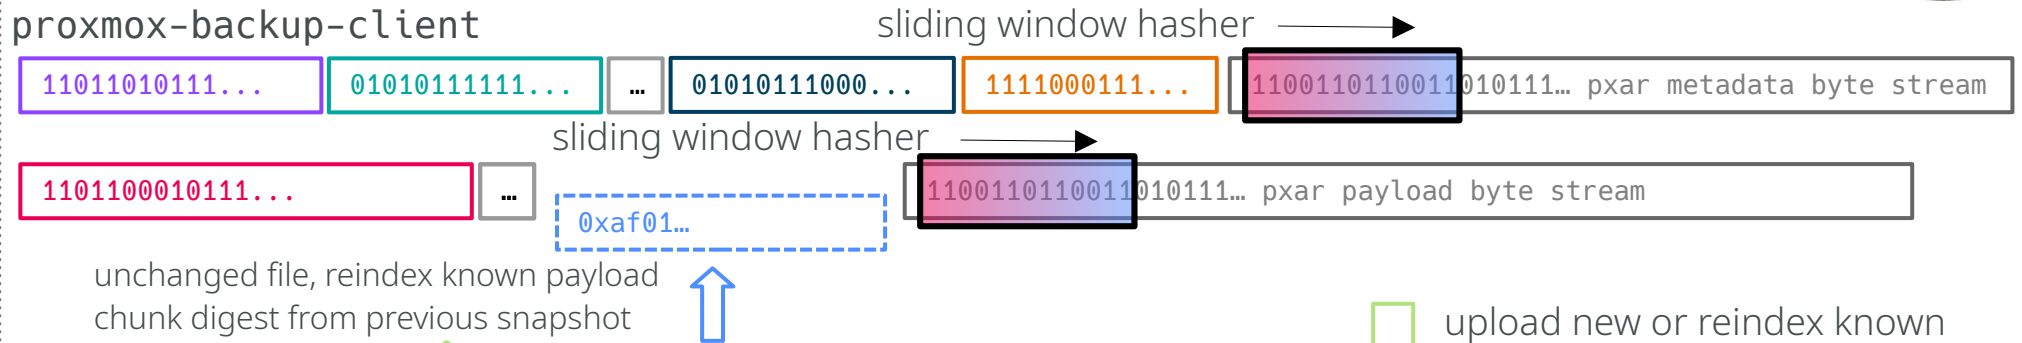 proxmox-backup-client
sliding window hasher
11011010111... 01010111111... … 01010111000... 1111000111... 1100110110011010111… pxar metadata byte stream
sliding window hasher
1101100010111... … 1100110110011010111… pxar payload byte stream
0xaf01…
unchanged file, reindex known payload
chunk digest from previous snapshot
upload new or reindex known